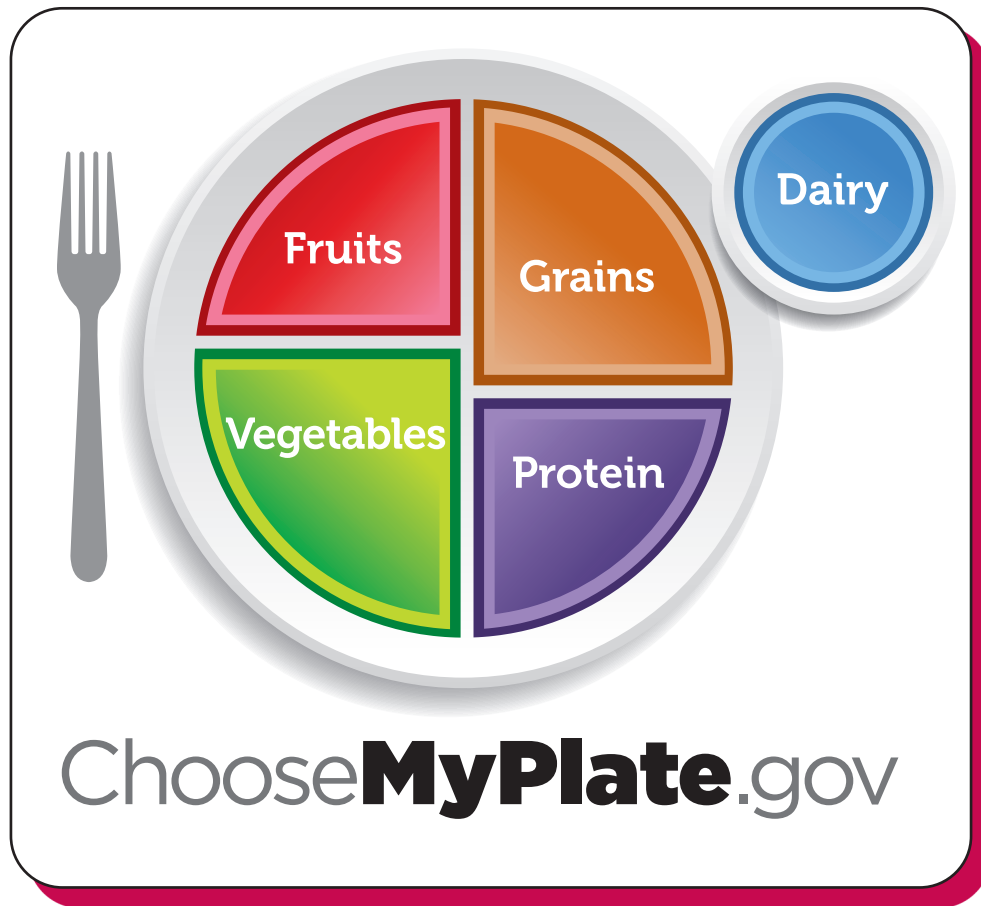 Fruits
Grains
Dairy
Vegetables
Protein
ChooseMyPlate.gov